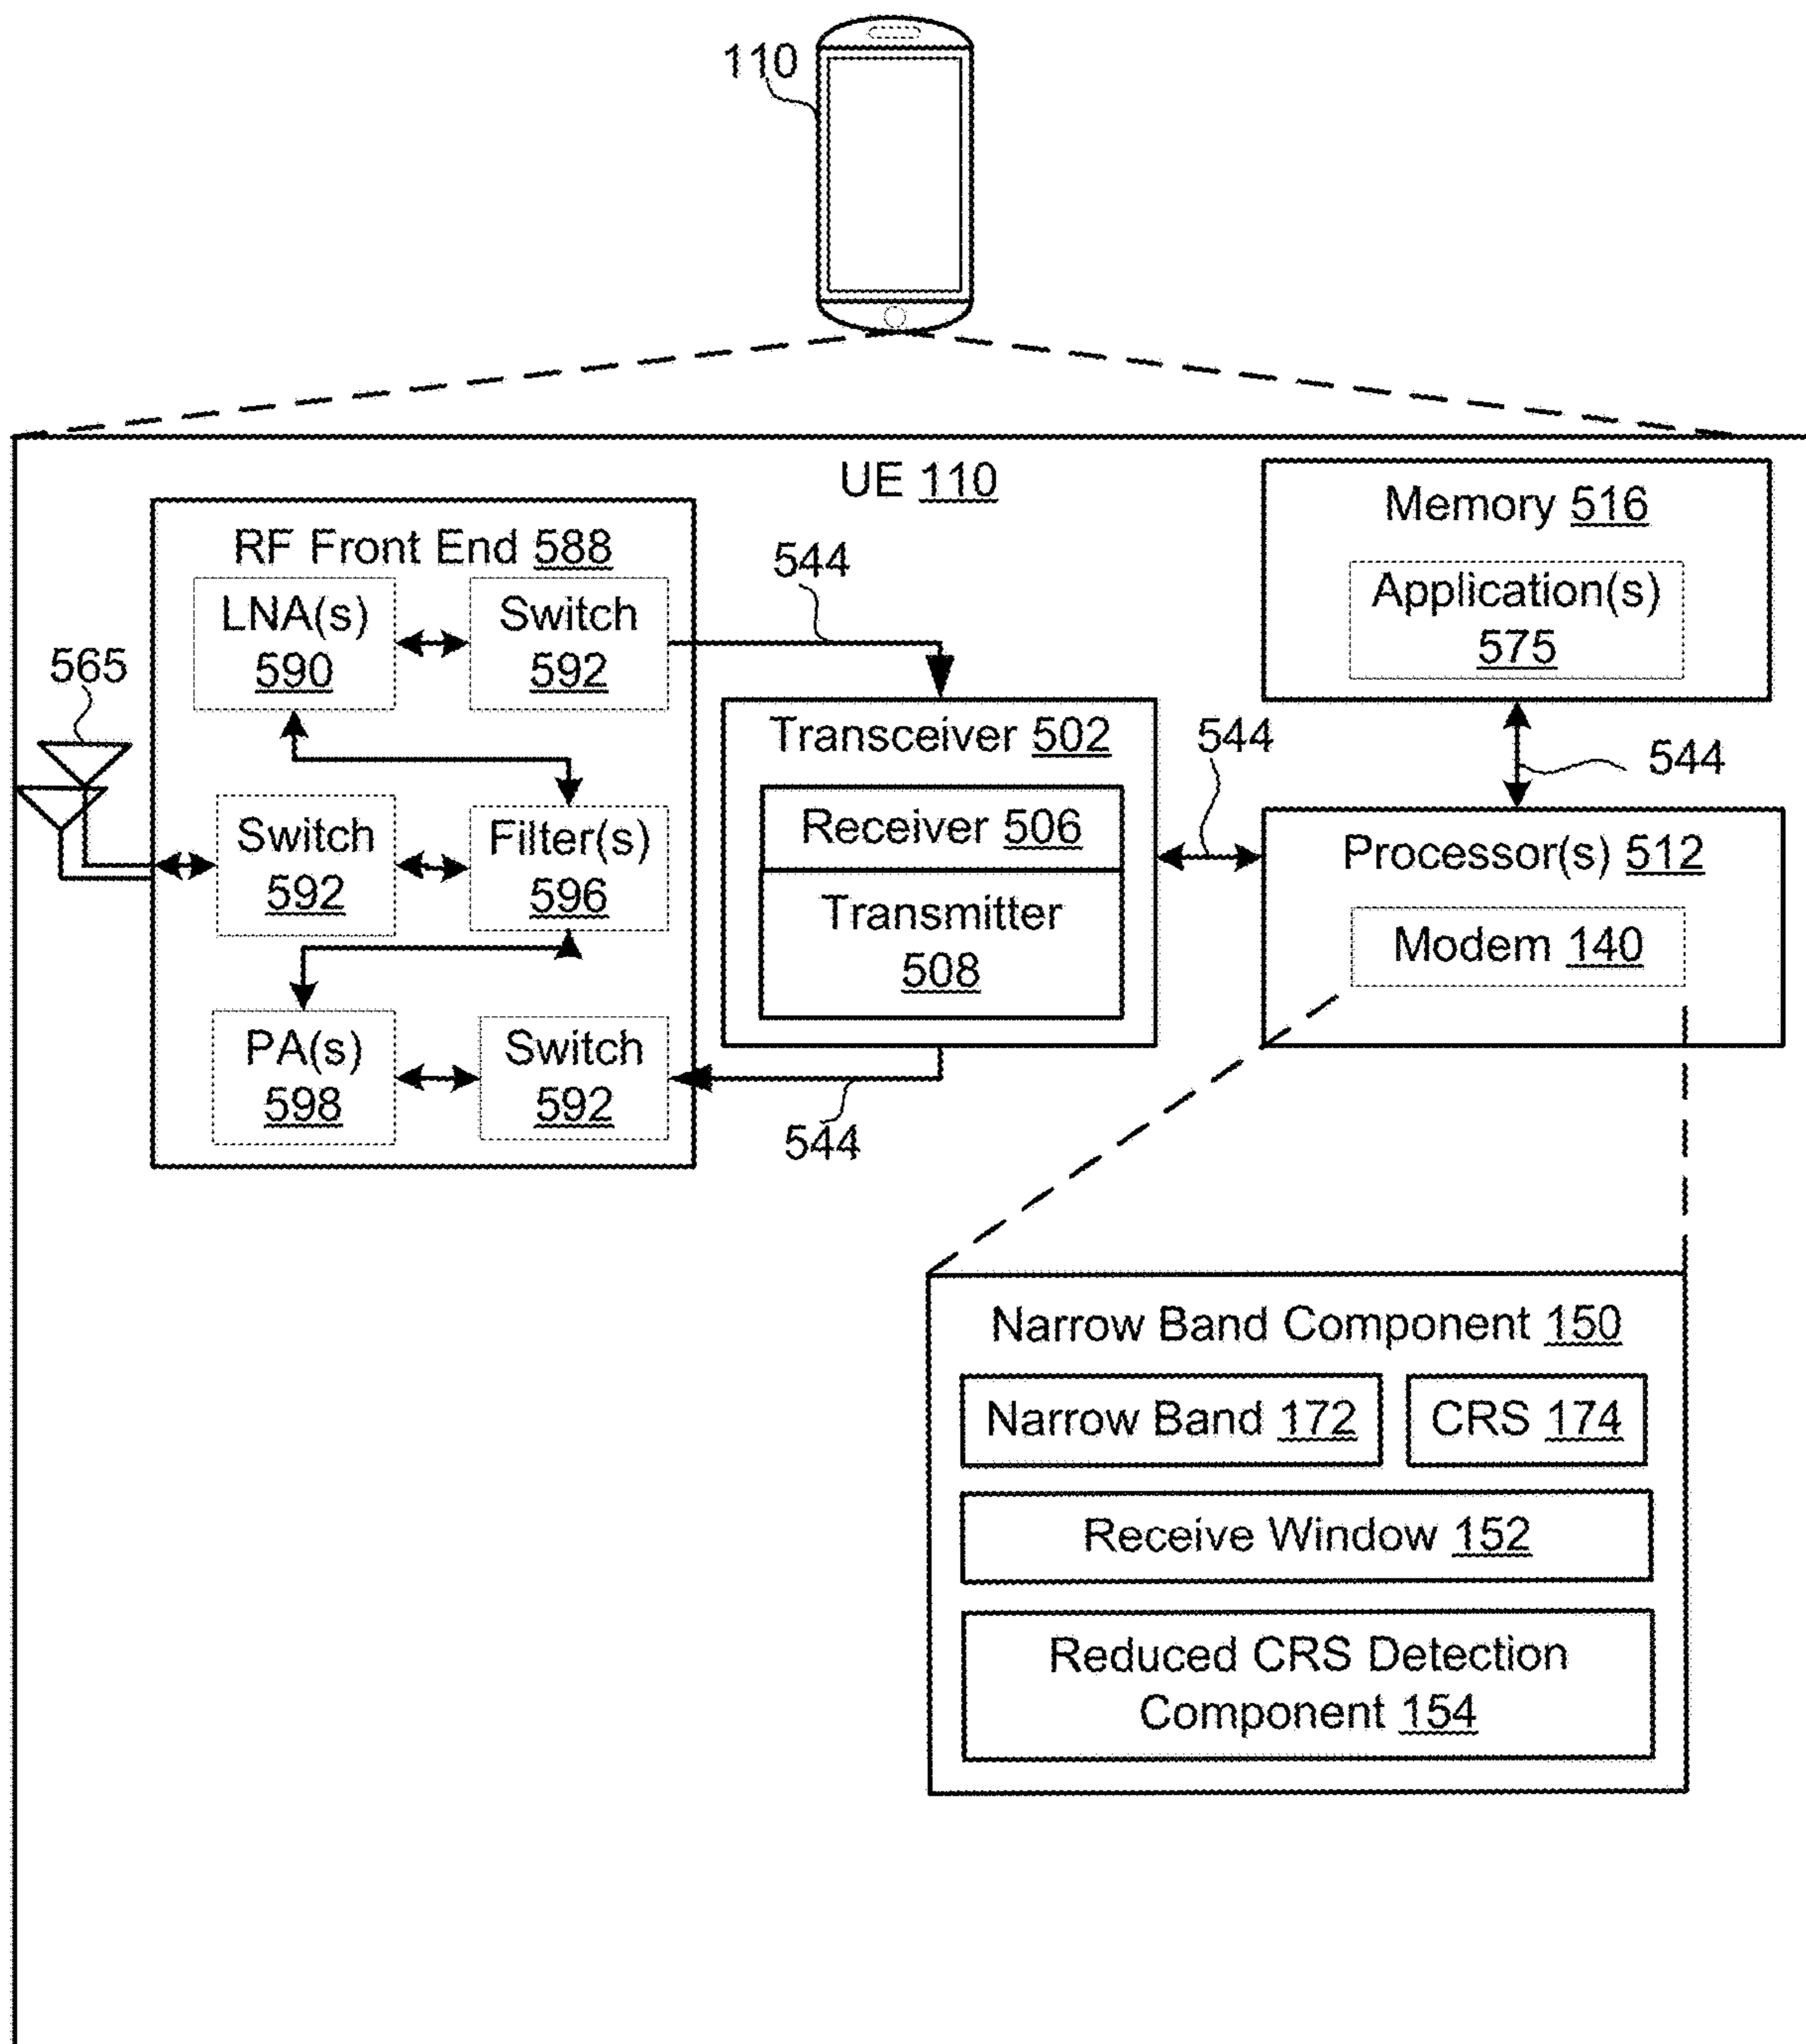 110
UE 110
RF Front End 588
LNA(s)
590
Switch
592
544
565
Switch
592
Filter(s)
596
PA(s)
598
Switch
592
544
Transceiver 502
Receiver 506
Transmitter
508
544
Memory 516
Application(s)
575
544
Processor(s) 512
Modem 140
Narrow Band Component 150
Narrow Band 172
CRS 174
Receive Window 152
Reduced CRS Detection
Component 154